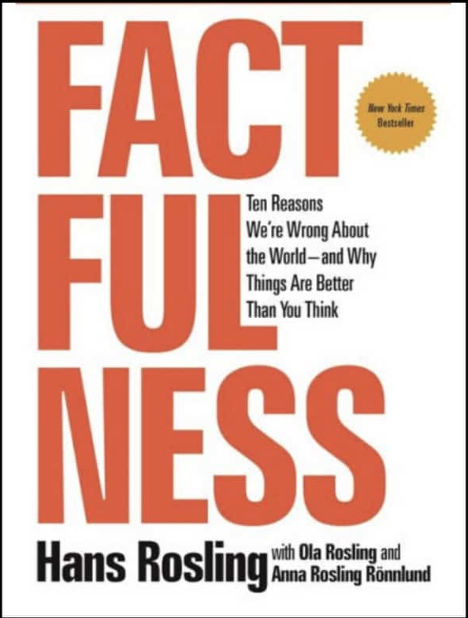 FACT
New York Times
Bestseller
FUL
Ten Reasons
We're Wrong About
the World—and Why
Things Are Better
Than You Think
NESS
Hans Rosling
with Ola Rosling and
Anna Rosling Rönnlund